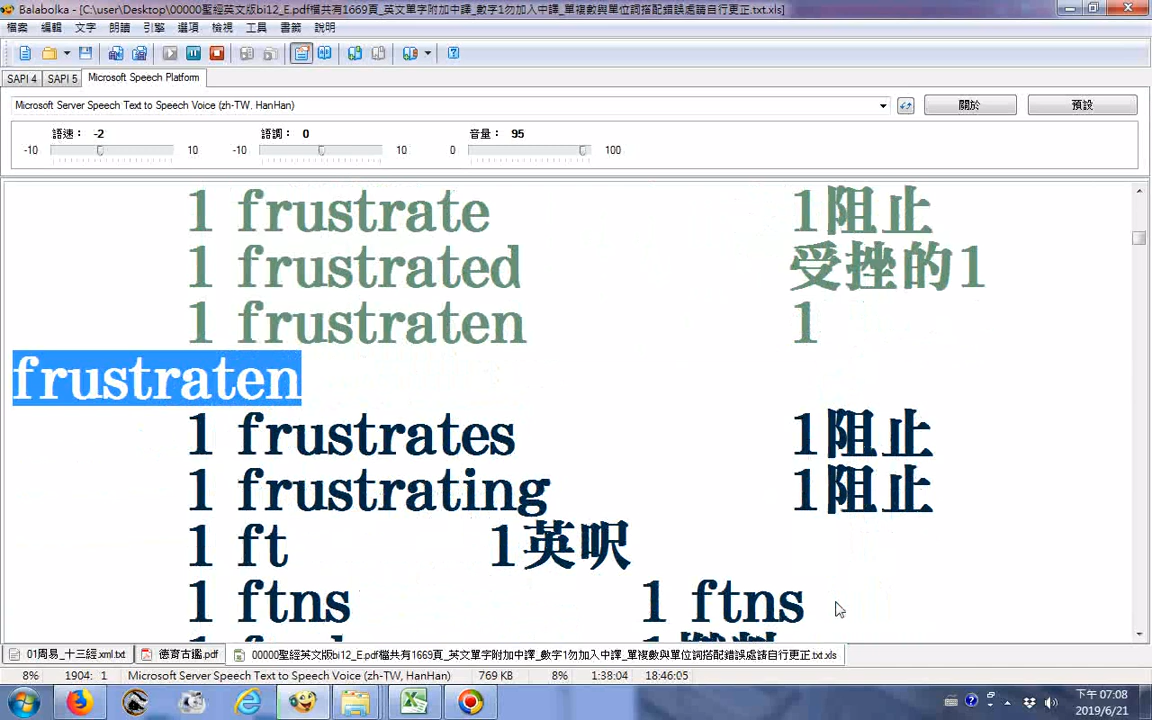 Balabolka - [C:\user\Desktop\00000聖經英文版bi12_E.pdf檔共有1669頁_英文單字附加中譯_數字1勿加入中譯_單複數與單位詞搭配錯誤處請自行更正.txt.xls]
檔案 編輯 文字 朗讀 引擎 選項 檢視 工具 書籤 說明
SAPI 4 SAPI 5 Microsoft Speech Platform
Microsoft Server Speech Text to Speech Voice (zh-TW, HanHan) 關於 預設
語速： -2 語調： 0 音量： 95
-10 10 -10 10 0 100
1 frustrate 1阻止
1 frustrated 受挫的1
1 frustraten 1
frustraten
1 frustrates 1阻止
1 frustrating 1阻止
1 ft 1英呎
1 ftns 1 ftns
01周易_十三經.xml.txt 德育古鑑.pdf 00000聖經英文版bi12_E.pdf檔共有1669頁_英文單字附加中譯_數字1勿加入中譯_單複數與單位詞搭配錯誤處請自行更正.txt.xls
8% 1904: 1 Microsoft Server Speech Text to Speech Voice (zh-TW, HanHan) 769 KB 8% 1:38:04 18:46:05
下午 07:08
2019/6/21